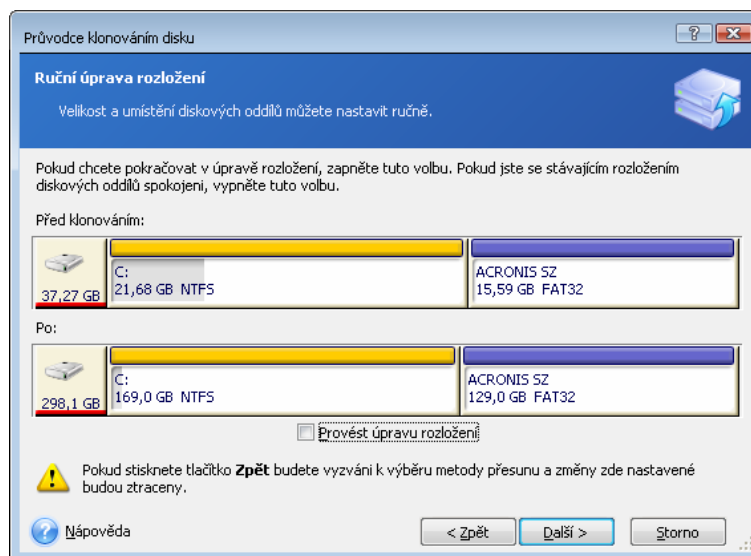 Průvodce klonováním disku
Ruční úprava rozložení
Velikost a umístění diskových oddílů můžete nastavit ručně.
Pokud chcete pokračovat v úpravě rozložení, zapněte tuto volbu. Pokud jste se stávajícím rozložením
diskových oddílů spokojeni, vypněte tuto volbu.
Před klonováním:
37,27 GB
C:
21,68 GB NTFS
ACRONIS SZ
15,59 GB FAT32
Po:
298,1 GB
C:
169,0 GB NTFS
ACRONIS SZ
129,0 GB FAT32
Provést úpravu rozložení
Pokud stisknete tlačítko Zpět budete vyzváni k výběru metody přesunu a změny zde nastavené
budou ztraceny.
Nápověda
< Zpět
Další >
Storno